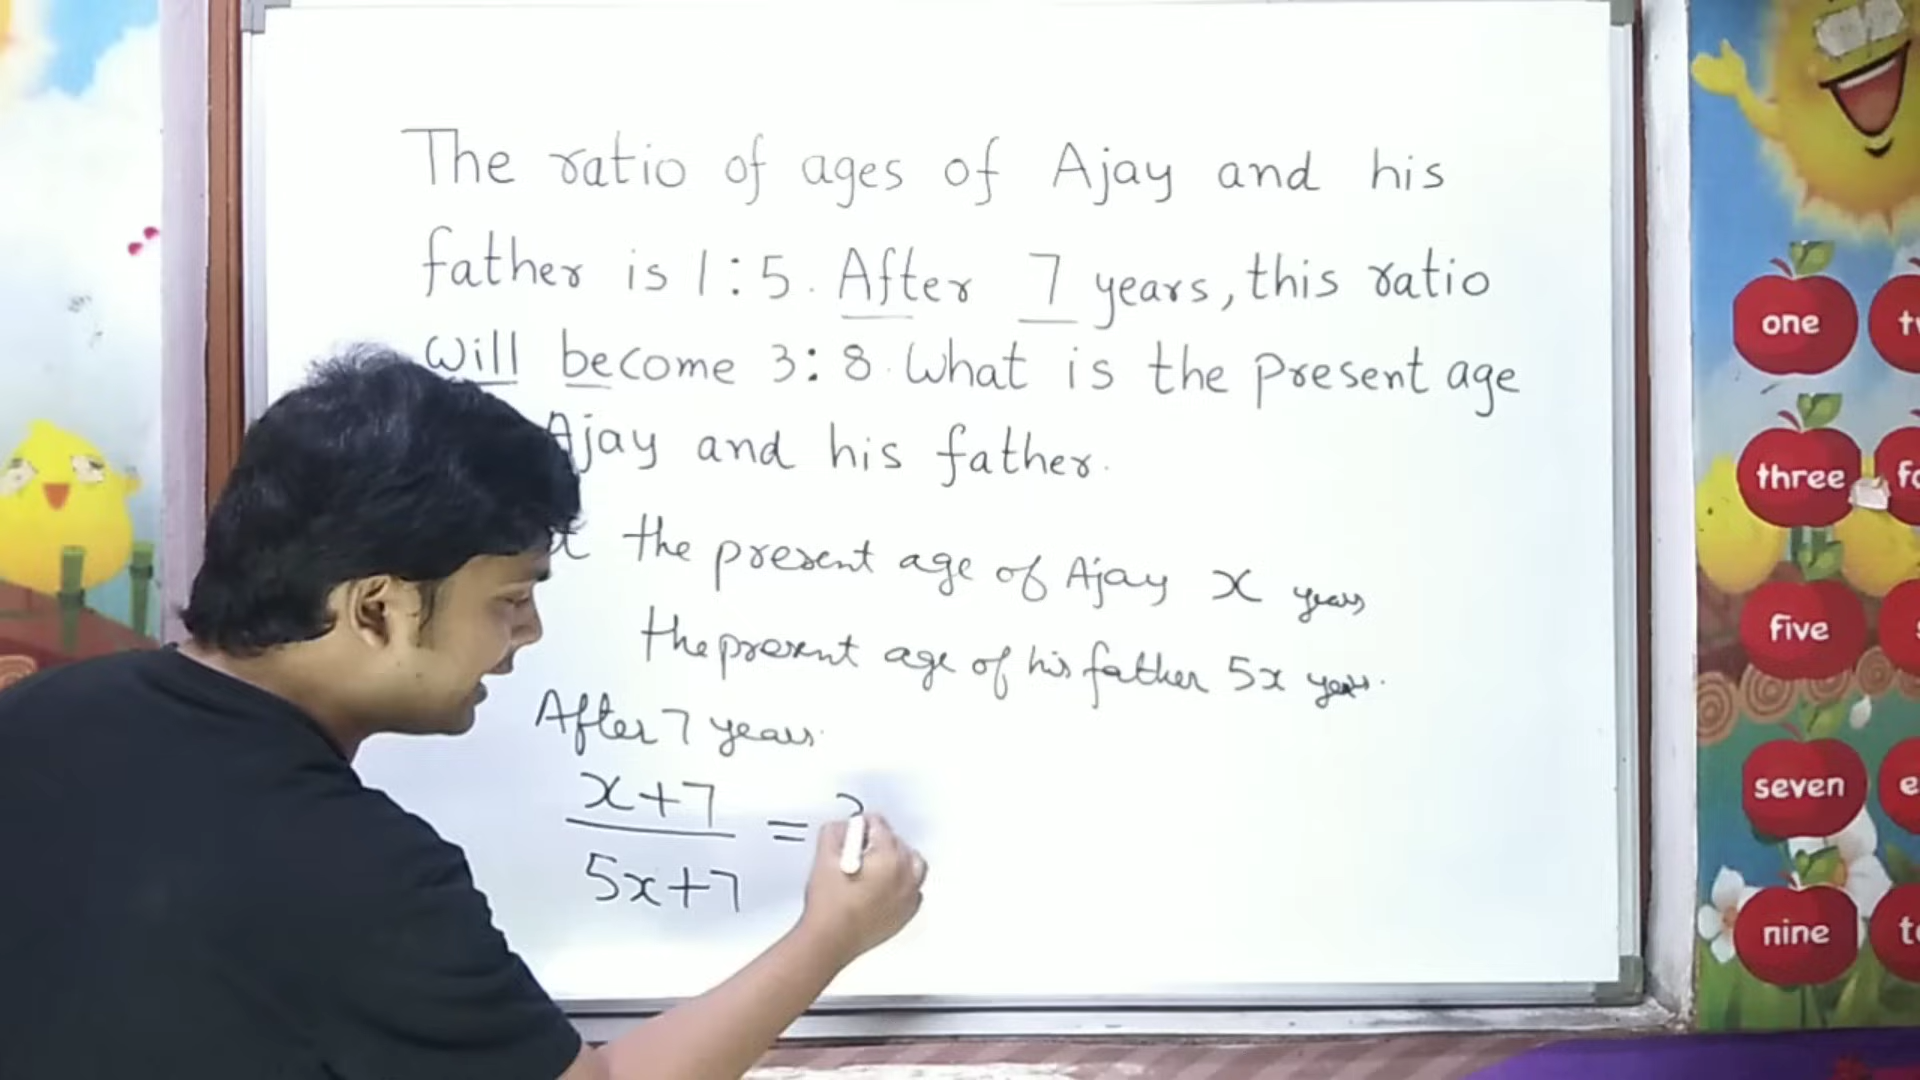 The ratio of ages of Ajay and his
father is 1:5. After 7 years, this ratio
will become 3:8. What is the present age
Ajay and his father.
the present age of Ajay x years
the present age of his father 5x years.
After 7 years.
x+7
=
5x+7
one
three
five
seven
nine